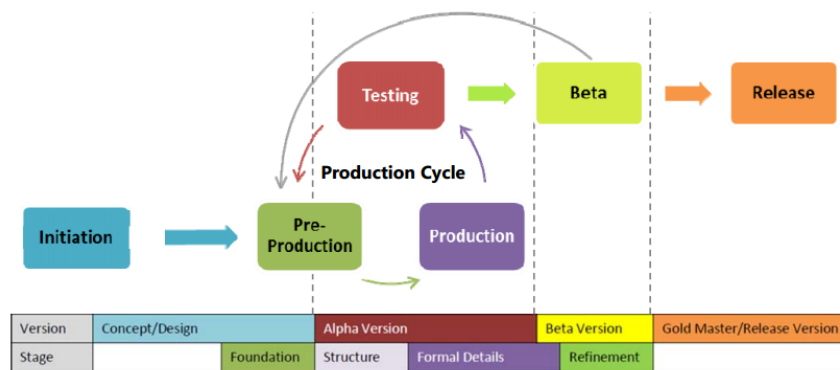 Testing
Beta
Release
Production Cycle
Initiation
Pre-
Production
Production
Version Concept/Design Alpha Version Beta Version Gold Master/Release Version
Stage Foundation Structure Formal Details Refinement